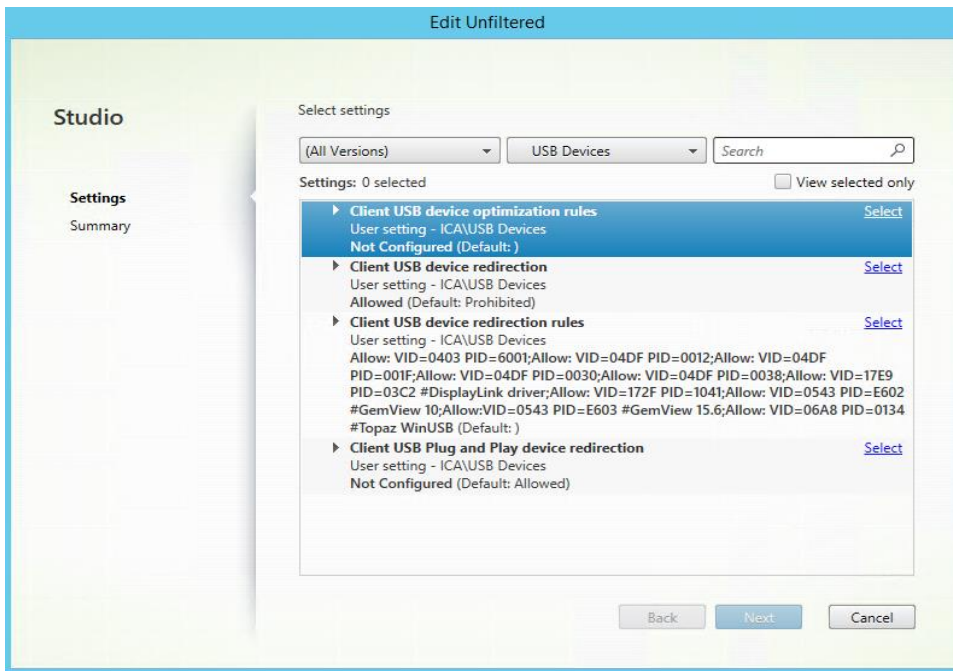 Edit Unfiltered
Studio
Settings
Summary
Select settings
(All Versions)
USB Devices
Search
Settings: 0 selected
View selected only
Client USB device optimization rules
Select
User setting - ICA\USB Devices
Not Configured (Default: )
Client USB device redirection
Select
User setting - ICA\USB Devices
Allowed (Default: Prohibited)
Client USB device redirection rules
Select
User setting - ICA\USB Devices
Allow: VID=0403 PID=6001;Allow: VID=04DF PID=0012;Allow: VID=04DF
PID=001F;Allow: VID=04DF PID=0030;Allow: VID=04DF PID=0038;Allow: VID=17E9
PID=03C2 #DisplayLink driver;Allow: VID=172F PID=1041;Allow: VID=0543 PID=E602
#GemView 10;Allow:VID=0543 PID=E603 #GemView 15.6;Allow: VID=06A8 PID=0134
#Topaz WinUSB (Default: )
Client USB Plug and Play device redirection
Select
User setting - ICA\USB Devices
Not Configured (Default: Allowed)
Back
Next
Cancel